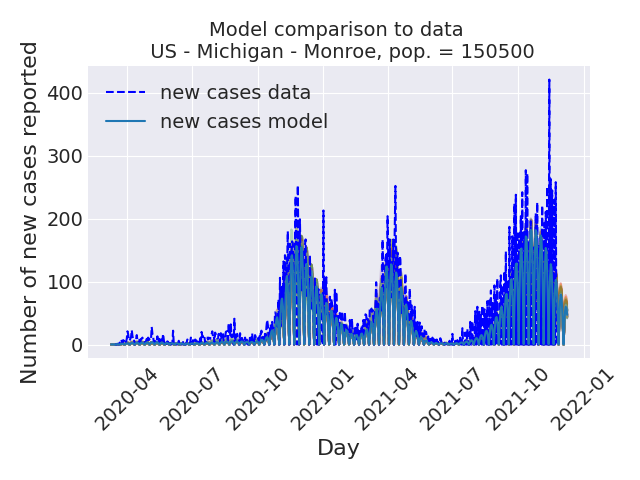 Model comparison to data
US - Michigan - Monroe, pop. = 150500
Number of new cases reported
400
300
200
100
0
new cases data
new cases model
2020-04
2020-07
2020-10
2021-01
2021-04
2021-07
2021-10
2022-01
Day